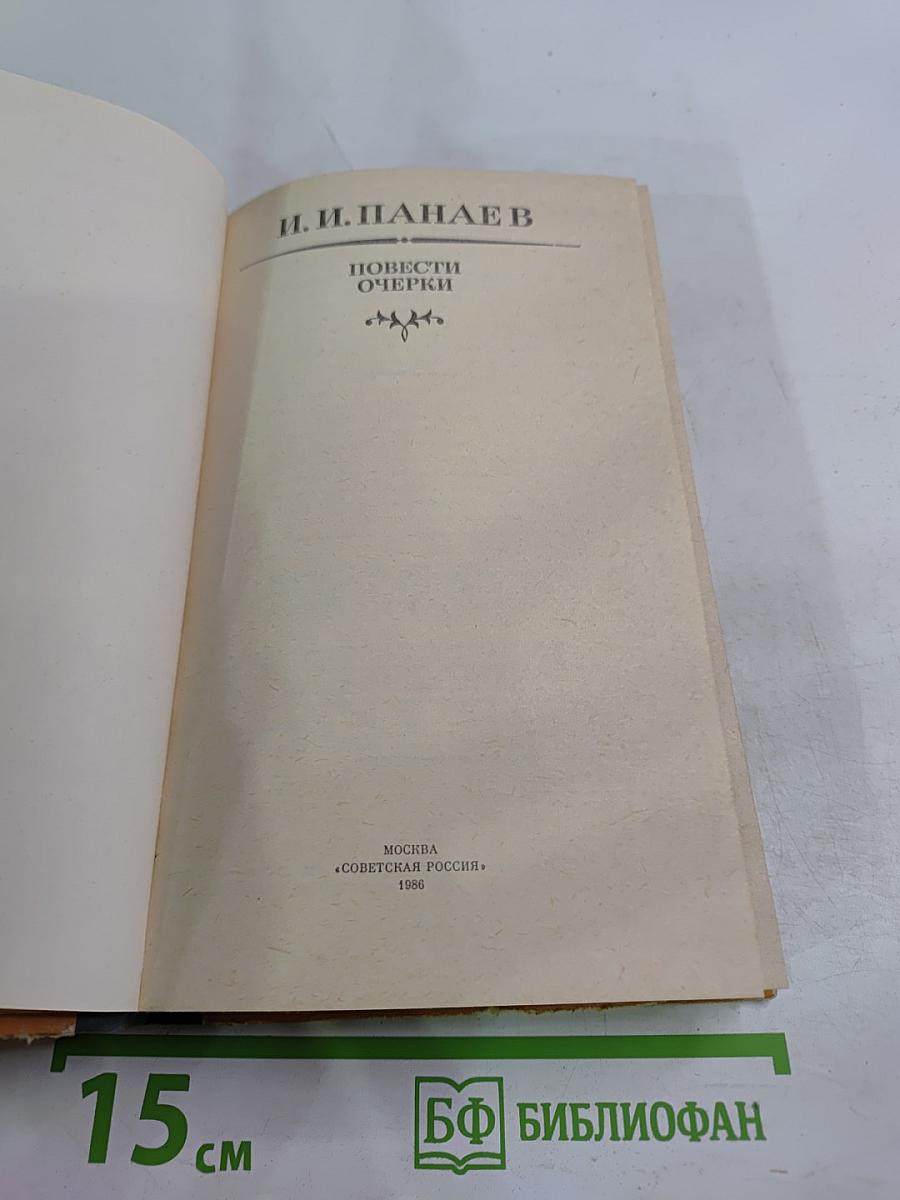 И. И. ПАНАЕВ
ПОВЕСТИ
ОЧЕРКИ
МОСКВА
«СОВЕТСКАЯ РОССИЯ»
1986
15 см
БФ БИБЛИОФАН